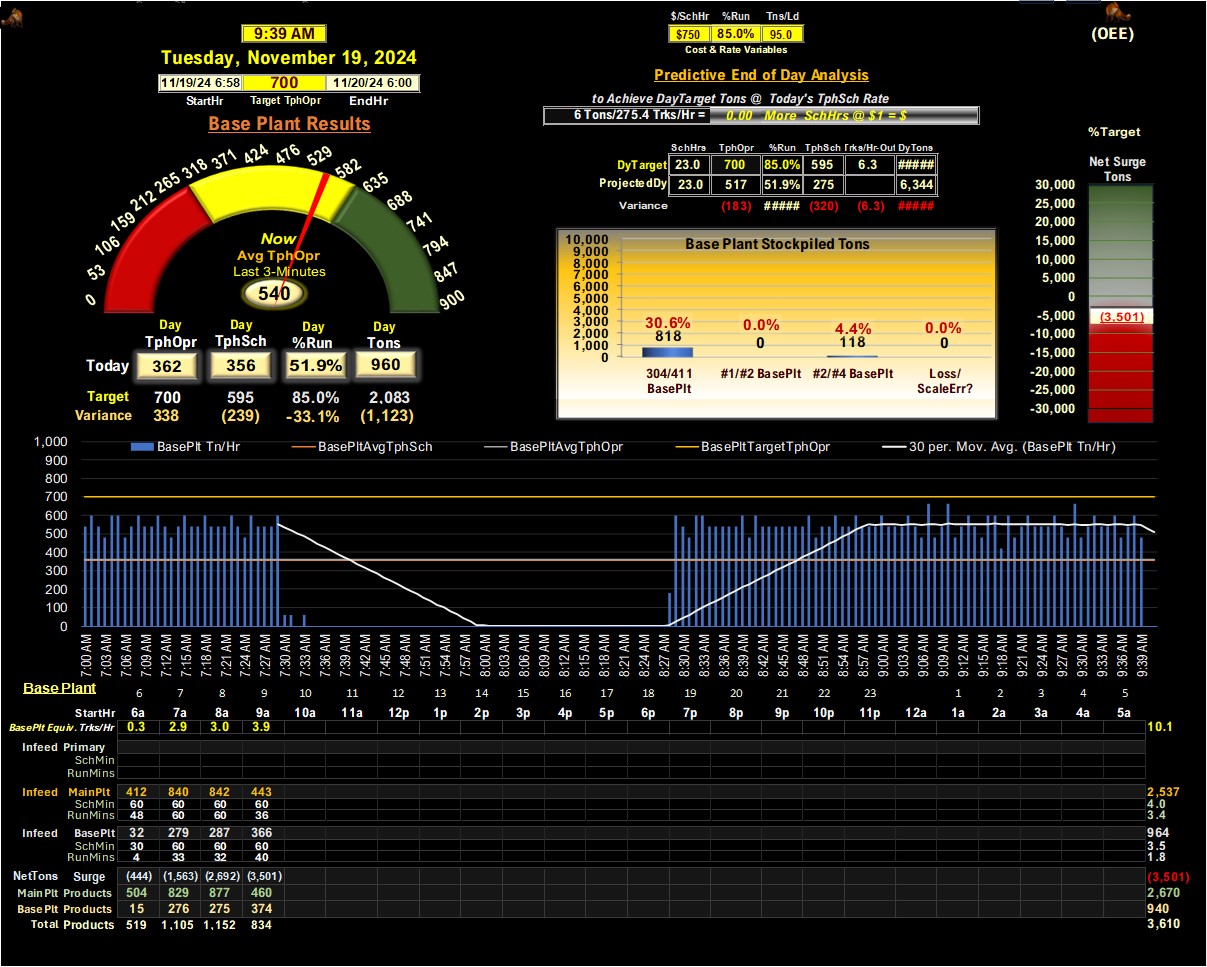 9:39 AM
Tuesday, November 19, 2024
11/19/24 6:58 700 11/20/24 6:00
StartHr Target TphOpr EndHr
Base Plant Results
0 53 106 159 212 265 318 371 424 476 529 582 635 688 741 794 847 900
Now
Avg TphOpr
Last 3-Minutes
540
Day Day Day Day
TphOpr TphSch %Run Tons
Today 362 356 51.9% 960
Target 700 595 85.0% 2,083
Variance 338 (239) -33.1% (1,123)
$/SchHr %Run Tns/Ld
$750 85.0% 95.0
Cost & Rate Variables
Predictive End of Day Analysis
to Achieve DayTarget Tons @ Today's TphSch Rate
6 Tons/275.4 Trks/Hr = 0.00 More SchHrs @ $1 = $
SchHrs TphOpr %Run TphSch Trks/Hr-Out DyTons
DyTarget 23.0 700 85.0% 595 6.3 #####
ProjectedDy 23.0 517 51.9% 275 6,344
Variance (183) ##### (320) (6.3) #####
Base Plant Stockpiled Tons
10,000
9,000
8,000
7,000
6,000
5,000
4,000
3,000
2,000
1,000
0
30.6% 0.0% 4.4% 0.0%
818 0 118 0
304/411 BasePlt #1/#2 BasePlt #2/#4 BasePlt Loss/ ScaleErr?
(OEE)
%Target
Net Surge
Tons
30,000
25,000
20,000
15,000
10,000
5,000
0
-5,000
-10,000
-15,000
-20,000
-25,000
-30,000
(3,501)
BasePlt Tn/Hr BasePltAvgTphSch BasePltAvgTphOpr BasePltTargetTphOpr 30 per. Mov. Avg. (BasePlt Tn/Hr)
1,000
900
800
700
600
500
400
300
200
100
0
7:00 AM 7:03 AM 7:06 AM 7:09 AM 7:12 AM 7:15 AM 7:18 AM 7:21 AM 7:24 AM 7:27 AM 7:30 AM 7:33 AM 7:36 AM 7:39 AM 7:42 AM 7:45 AM 7:48 AM 7:51 AM 7:54 AM 7:57 AM 8:00 AM 8:03 AM 8:06 AM 8:09 AM 8:12 AM 8:15 AM 8:18 AM 8:21 AM 8:24 AM 8:27 AM 8:30 AM 8:33 AM 8:36 AM 8:39 AM 8:42 AM 8:45 AM 8:48 AM 8:51 AM 8:54 AM 8:57 AM 9:00 AM 9:03 AM 9:06 AM 9:09 AM 9:12 AM 9:15 AM 9:18 AM 9:21 AM 9:24 AM 9:27 AM 9:30 AM 9:33 AM 9:36 AM 9:39 AM
Base Plant 6 7 8 9 10 11 12 13 14 15 16 17 18 19 20 21 22 23 1 2 3 4 5
StartHr 6a 7a 8a 9a 10a 11a 12p 1p 2p 3p 4p 5p 6p 7p 8p 9p 10p 11p 12a 1a 2a 3a 4a 5a
BasePlt Equiv. Trks/Hr 0.3 2.9 3.0 3.9 10.1
Infeed Primary
SchMin
RunMins
Infeed MainPlt 412 840 842 443 2,537
SchMin 60 60 60 60 4.0
RunMins 48 60 60 36 3.4
Infeed BasePlt 32 279 287 366 964
SchMin 30 60 60 60 3.5
RunMins 4 33 32 40 1.8
NetTons Surge (444) (1,563) (2,692) (3,501) (3,501)
MainPlt Products 504 829 877 460 2,670
BasePlt Products 15 276 275 374 940
Total Products 519 1,105 1,152 834 3,610